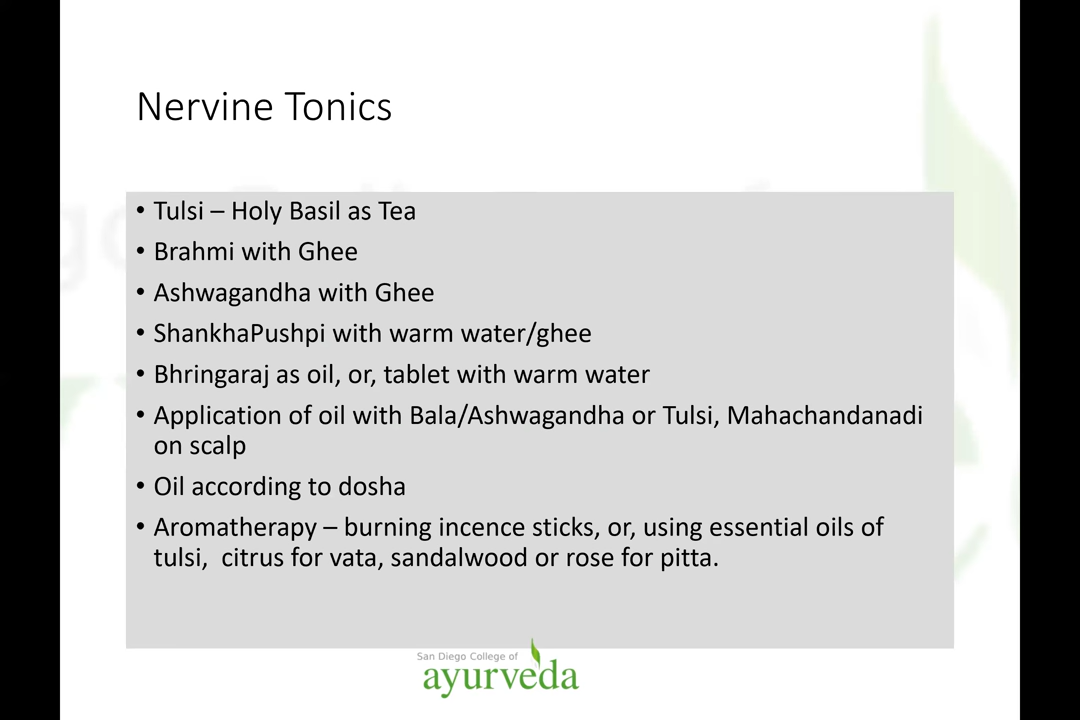 Nervine Tonics
• Tulsi – Holy Basil as Tea
• Brahmi with Ghee
• Ashwagandha with Ghee
• ShankhaPushpi with warm water/ghee
• Bhringaraj as oil, or, tablet with warm water
• Application of oil with Bala/Ashwagandha or Tulsi, Mahachandanadi
on scalp
• Oil according to dosha
• Aromatherapy – burning incence sticks, or, using essential oils of
tulsi,  citrus for vata, sandalwood or rose for pitta.
San Diego College of
ayurveda